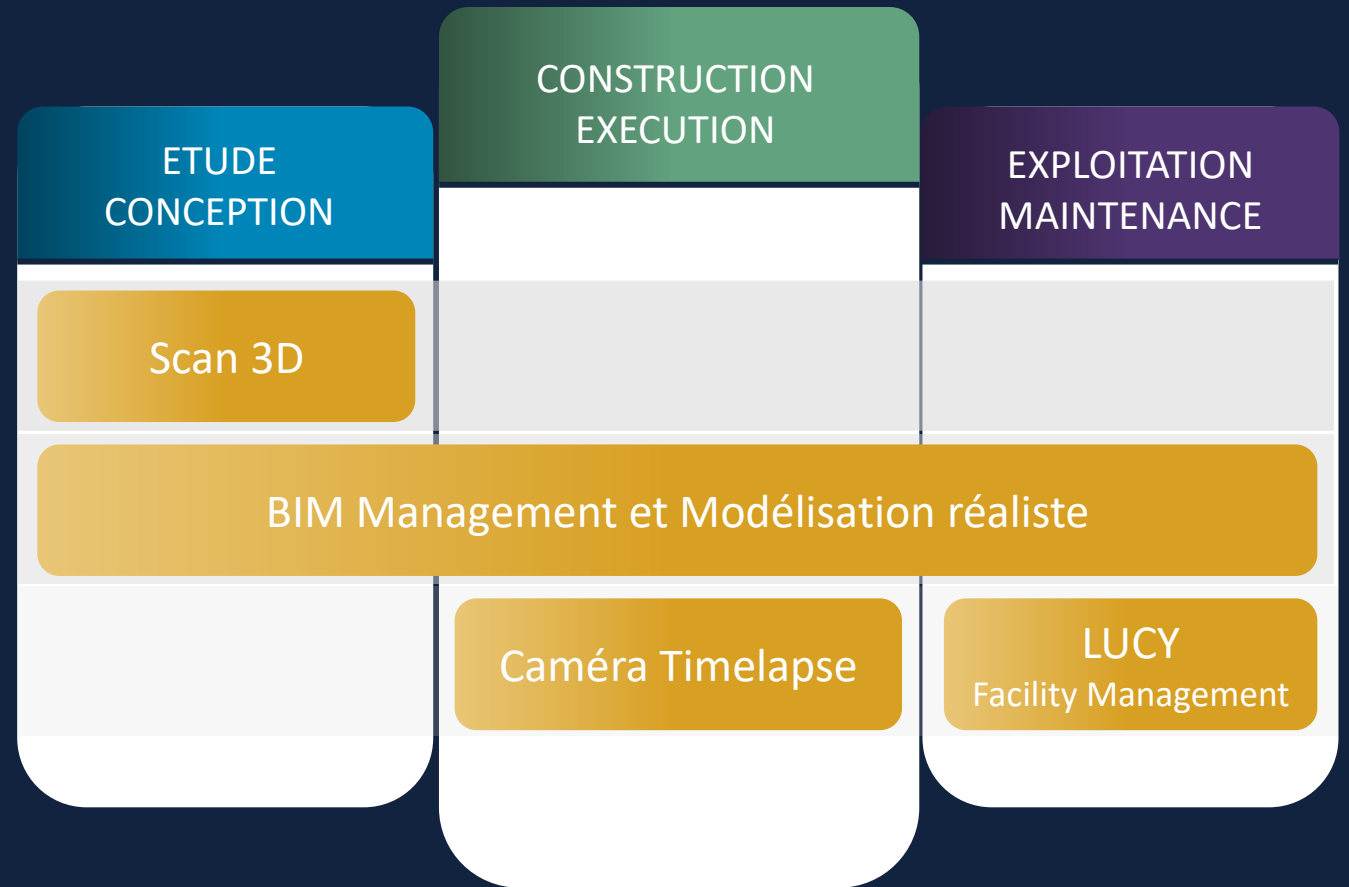 ETUDE
CONCEPTION
CONSTRUCTION
EXECUTION
EXPLOITATION
MAINTENANCE
Scan 3D
BIM Management et Modélisation réaliste
Caméra Timelapse
LUCY
Facility Management